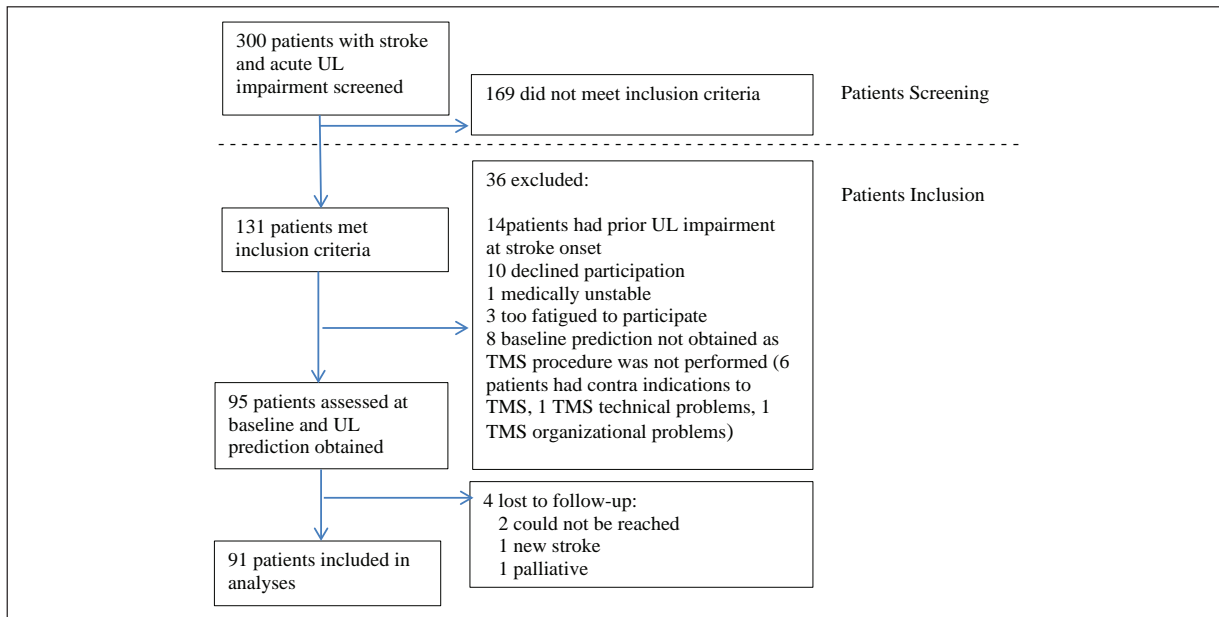 300 patients with stroke
and acute UL
impairment screened
169 did not meet inclusion criteria
Patients Screening
36 excluded:
Patients Inclusion
14patients had prior UL impairment
at stroke onset
10 declined participation
1 medically unstable
3 too fatigued to participate
8 baseline prediction not obtained as
TMS procedure was not performed (6
patients had contra indications to
TMS, 1 TMS technical problems, 1
TMS organizational problems)
131 patients met
inclusion criteria
95 patients assessed at
baseline and UL
prediction obtained
4 lost to follow-up:
2 could not be reached
1 new stroke
1 palliative
91 patients included in
analyses